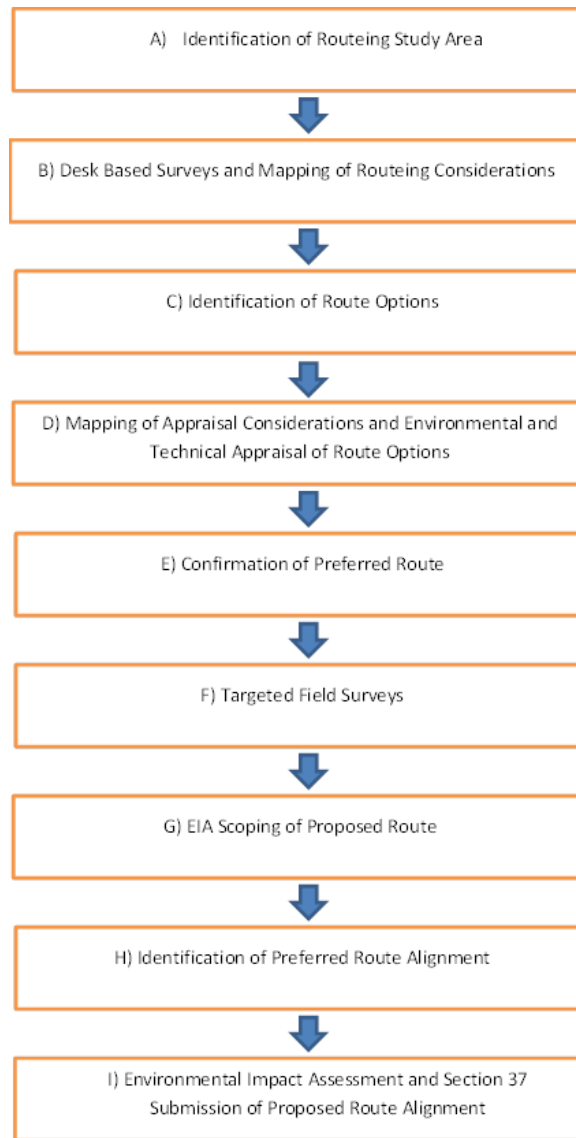 A) Identification of Routeing Study Area
B) Desk Based Surveys and Mapping of Routeing Considerations
C) Identification of Route Options
D) Mapping of Appraisal Considerations and Environmental and
Technical Appraisal of Route Options
E) Confirmation of Preferred Route
F) Targeted Field Surveys
G) EIA Scoping of Proposed Route
H) Identification of Preferred Route Alignment
I) Environmental Impact Assessment and Section 37
Submission of Proposed Route Alignment